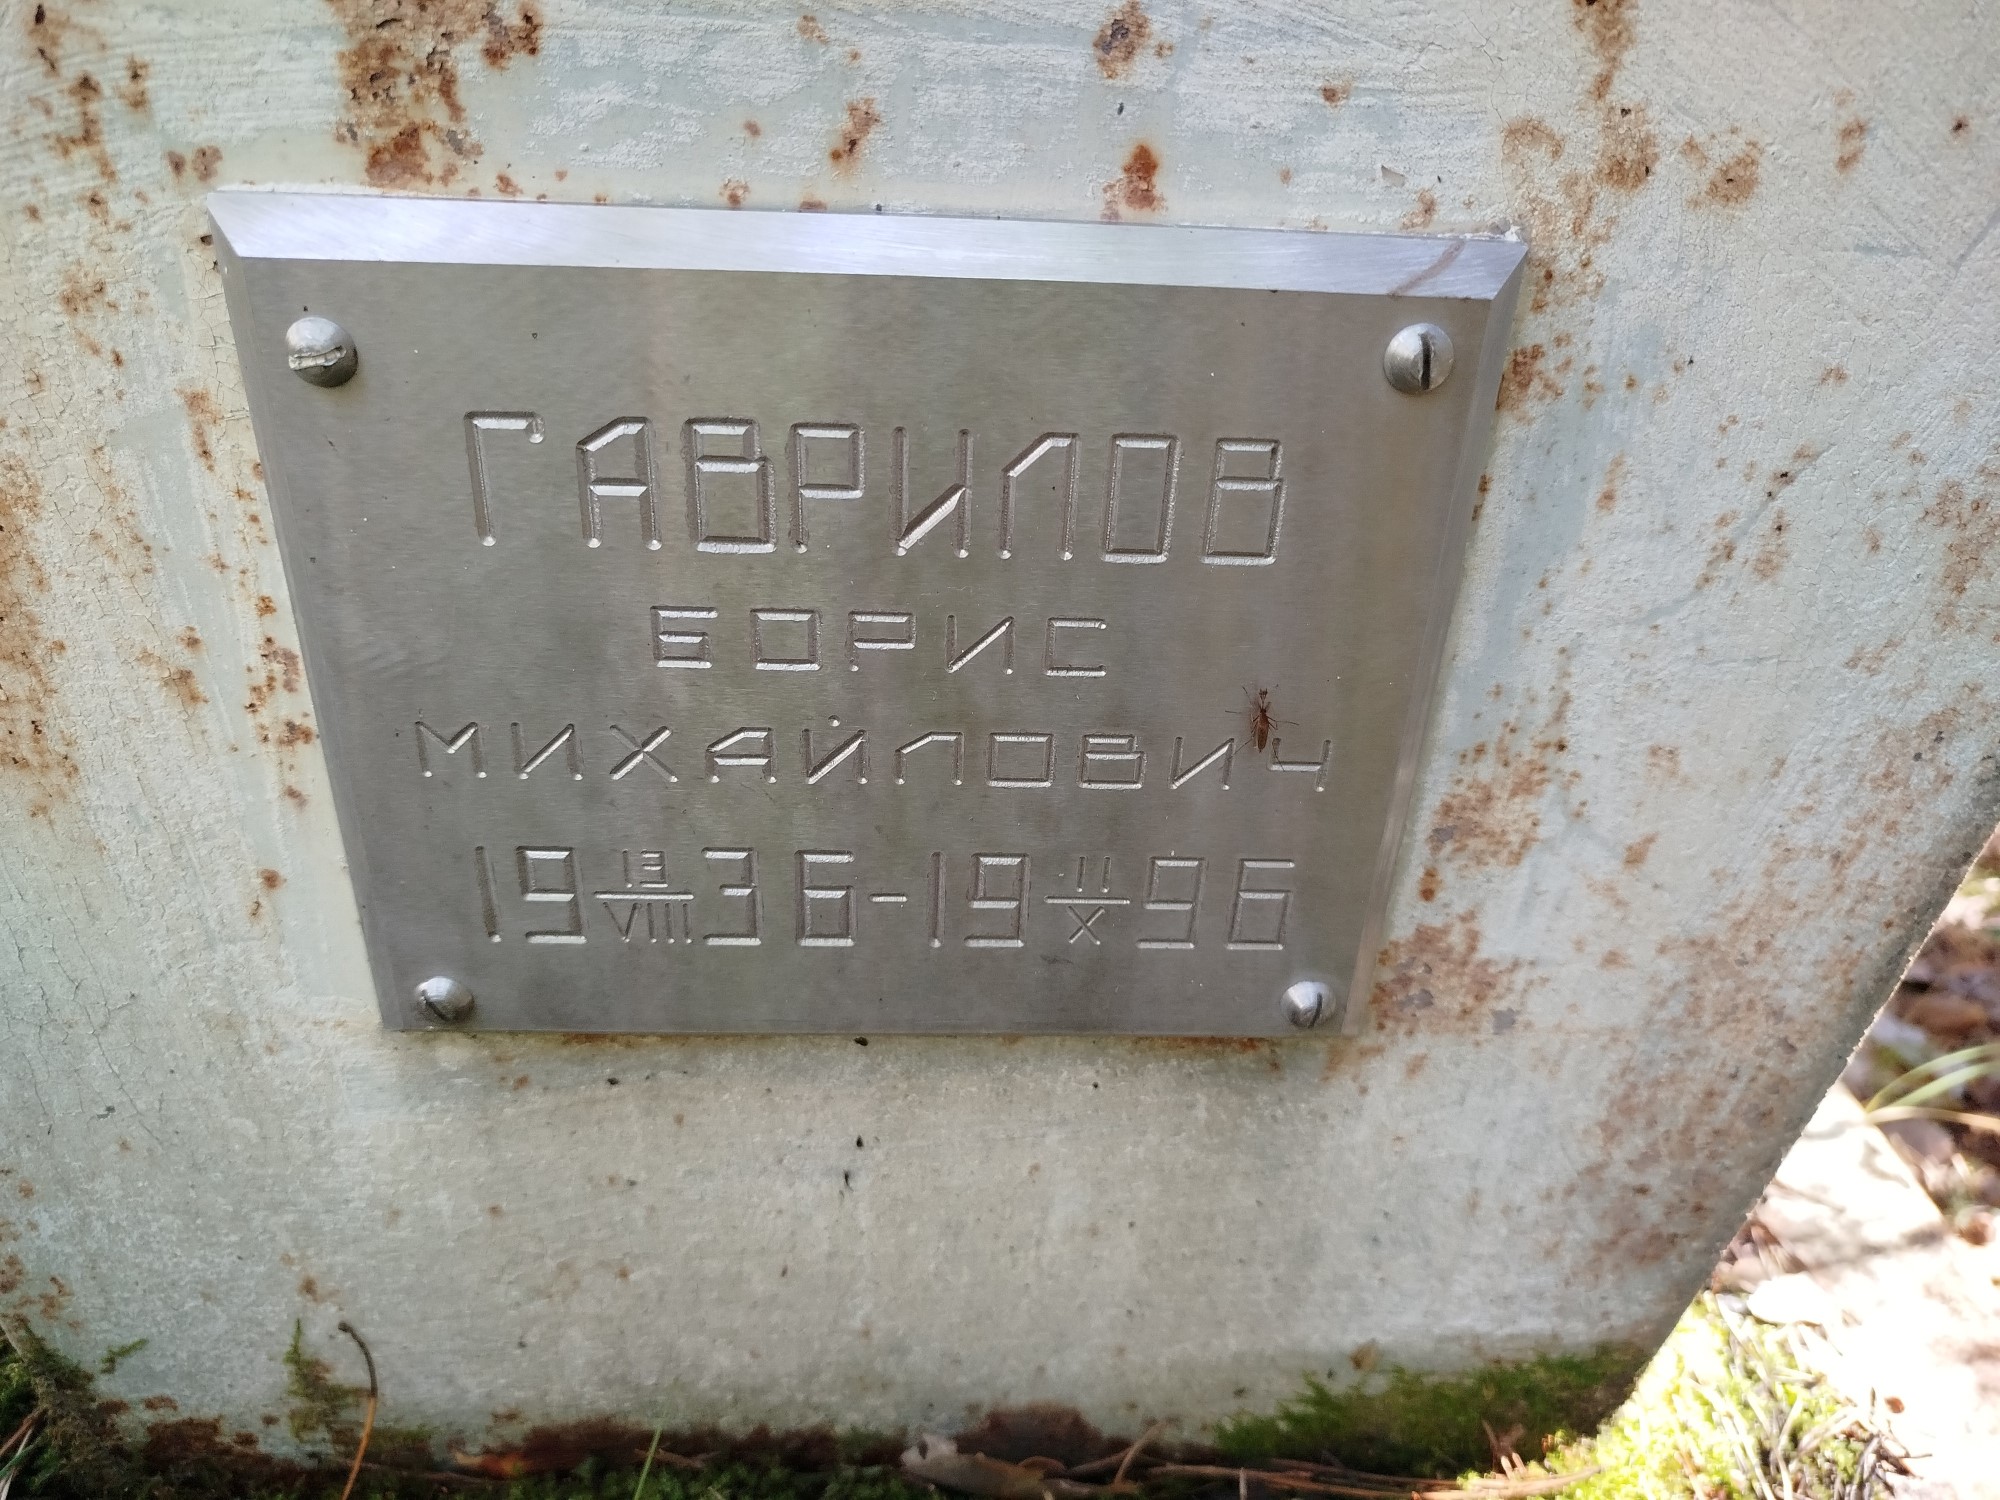 ГАВРИЛОВ
БОРИС
МИХАЙЛОВИЧ
19 13/VIII 36-19 11/X 96